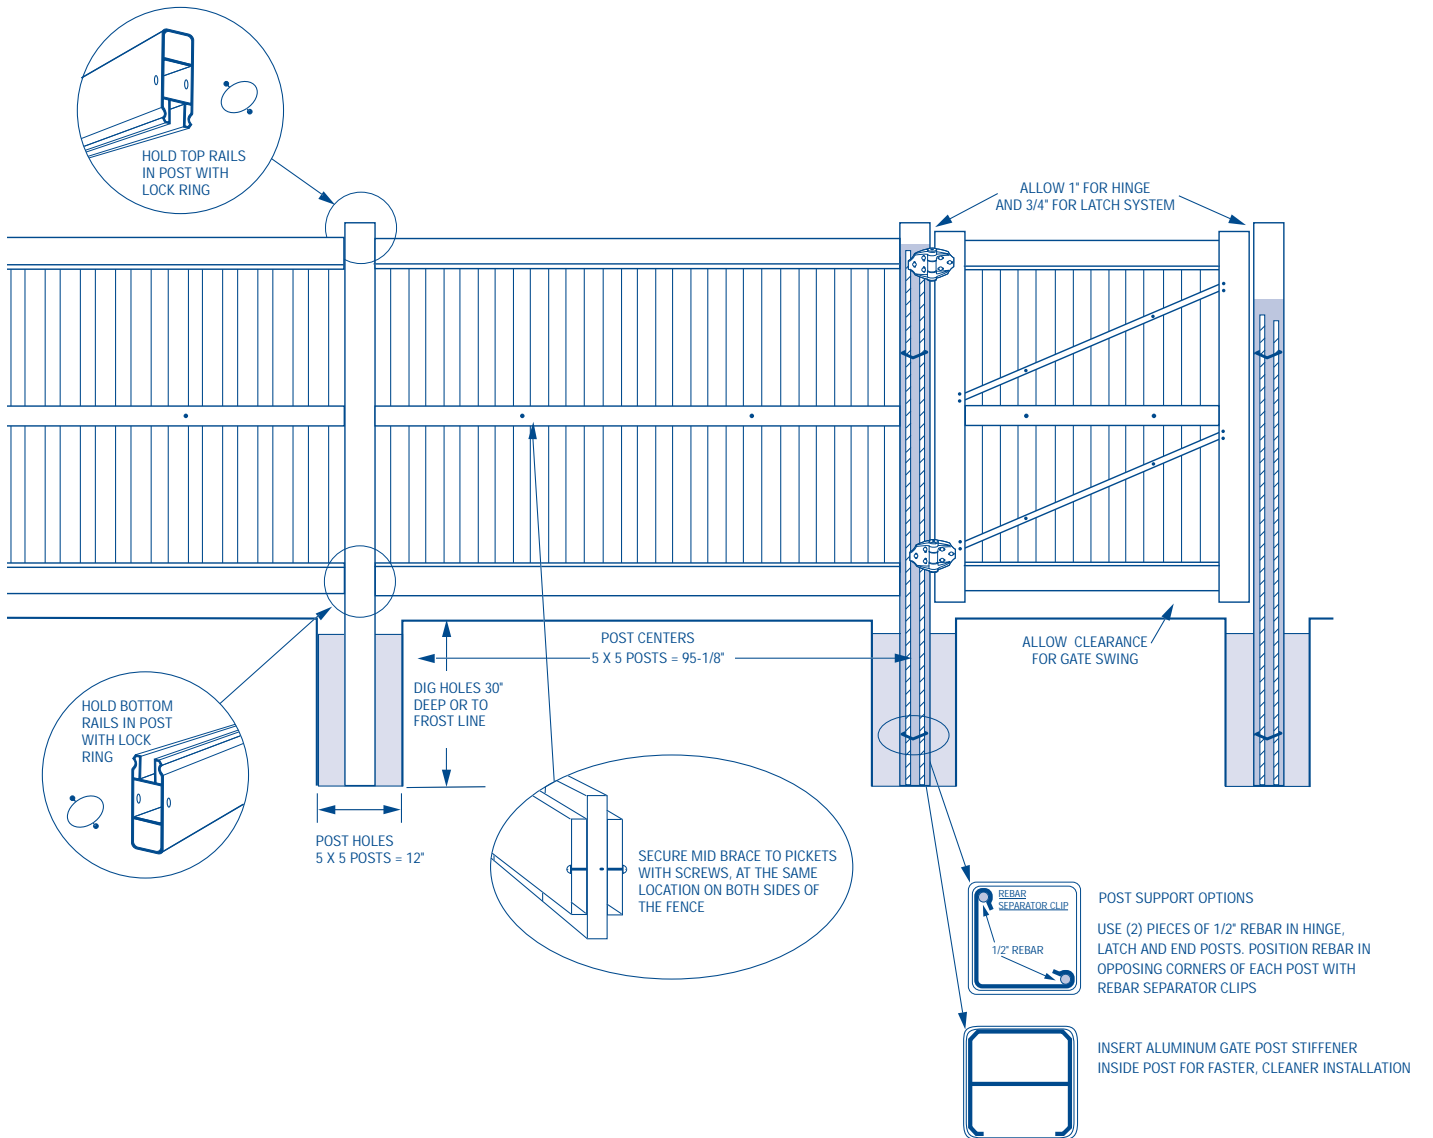 HOLD TOP RAILS
IN POST WITH
LOCK RING
ALLOW 1" FOR HINGE
AND 3/4" FOR LATCH SYSTEM
POST CENTERS
5 X 5 POSTS = 95-1/8"
ALLOW CLEARANCE
FOR GATE SWING
DIG HOLES 30"
DEEP OR TO
FROST LINE
HOLD BOTTOM
RAILS IN POST
WITH LOCK
RING
POST HOLES
5 X 5 POSTS = 12"
SECURE MID BRACE TO PICKETS
WITH SCREWS, AT THE SAME
LOCATION ON BOTH SIDES OF
THE FENCE
REBAR
SEPARATOR CLIP
1/2" REBAR
POST SUPPORT OPTIONS
USE (2) PIECES OF 1/2" REBAR IN HINGE,
LATCH AND END POSTS. POSITION REBAR IN
OPPOSING CORNERS OF EACH POST WITH
REBAR SEPARATOR CLIPS
INSERT ALUMINUM GATE POST STIFFENER
INSIDE POST FOR FASTER, CLEANER INSTALLATION